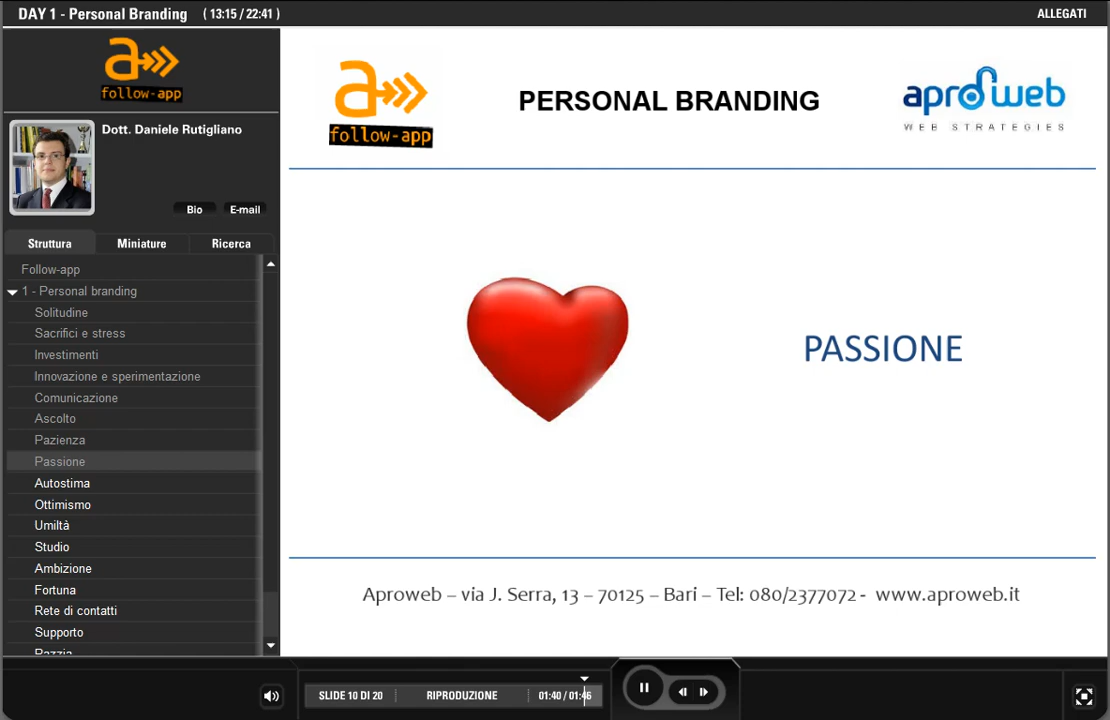 DAY 1 - Personal Branding ( 13:15 / 22:41 )
ALLEGATI
a
follow-app
Dott. Daniele Rutigliano
Bio
E-mail
Struttura
Miniature
Ricerca
Follow-app
1 - Personal branding
Solitudine
Sacrifici e stress
Investimenti
Innovazione e sperimentazione
Comunicazione
Ascolto
Pazienza
Passione
Autostima
Ottimismo
Umiltà
Studio
Ambizione
Fortuna
Rete di contatti
Supporto
a
follow-app
PERSONAL BRANDING
aproweb
WEB STRATEGIES
PASSIONE
Aproweb – via J. Serra, 13 – 70125 – Bari – Tel: 080/2377072 - www.aproweb.it
SLIDE 10 DI 20
RIPRODUZIONE
01:40 / 01:46